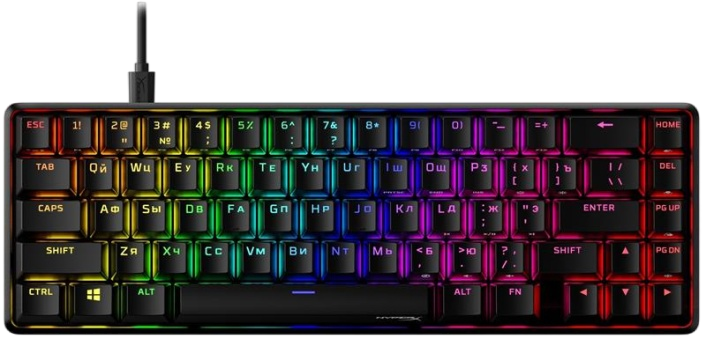 ESC 1! 2@ " 3# № 4$ ; 5% 6^ : 7& ? 8* 9( 0) -_ =+ ← HOME
TAB QЙ WЦ EУ RК TЕ YН UГ IШ OЩ PЗ {Х [ }Ъ ] | / \ \ DEL
CAPS AФ SЫ DВ FА GП HР JО KЛ LД :Ж ; "Э ' ENTER PG UP
SHIFT ZЯ XЧ CС VМ BИ NТ MЬ <Б , >Ю . ?, /. SHIFT ▲ PG DN
CTRL ALT HYPERX ALT FN ◄ ▼ ►